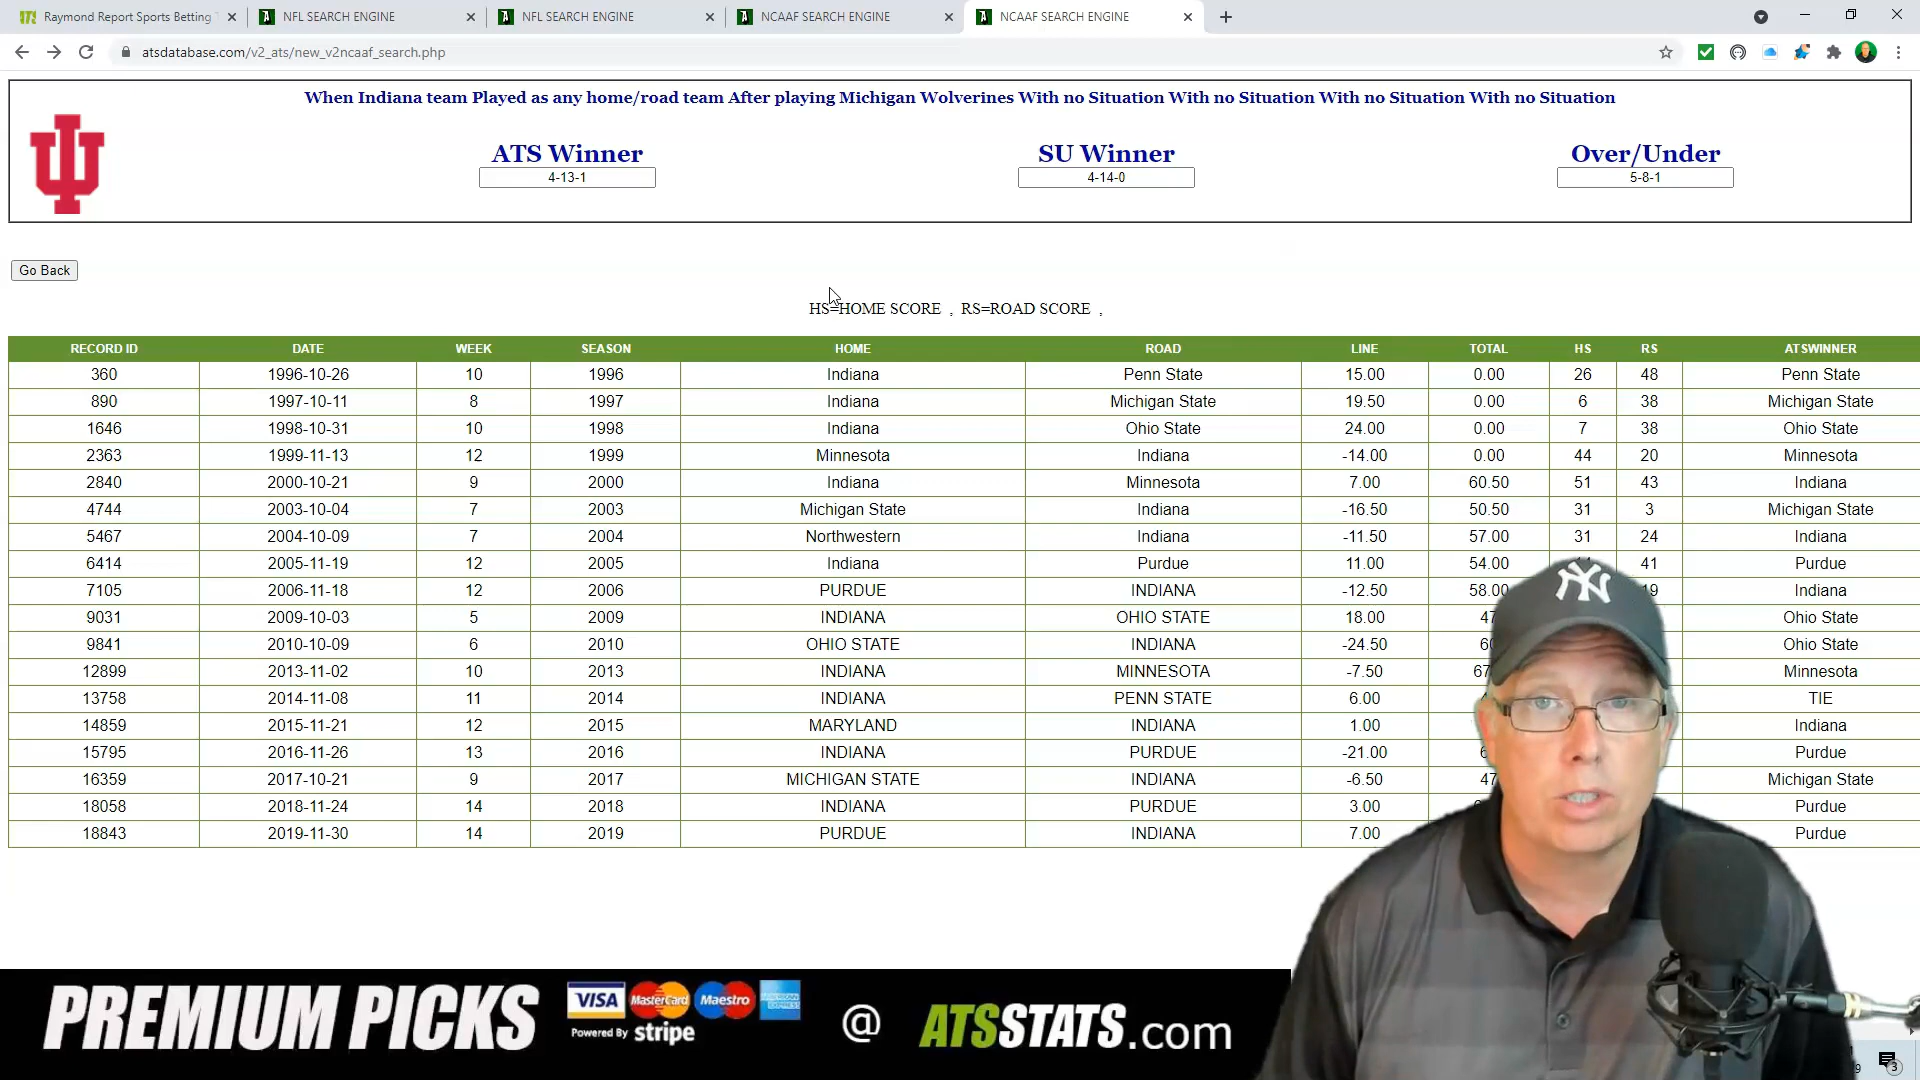 Raymond Report Sports Betting
NFL SEARCH ENGINE
NFL SEARCH ENGINE
NCAAF SEARCH ENGINE
NCAAF SEARCH ENGINE
atsdatabase.com/v2_ats/new_v2ncaaf_search.php
When Indiana team Played as any home/road team After playing Michigan Wolverines With no Situation With no Situation With no Situation With no Situation
ATS Winner SU Winner Over/Under
4-13-1 4-14-0 5-8-1
Go Back
HS=HOME SCORE , RS=ROAD SCORE ,
RECORD ID DATE WEEK SEASON HOME ROAD LINE TOTAL HS RS ATSWINNER
360 1996-10-26 10 1996 Indiana Penn State 15.00 0.00 26 48 Penn State
890 1997-10-11 8 1997 Indiana Michigan State 19.50 0.00 6 38 Michigan State
1646 1998-10-31 10 1998 Indiana Ohio State 24.00 0.00 7 38 Ohio State
2363 1999-11-13 12 1999 Minnesota Indiana -14.00 0.00 44 20 Minnesota
2840 2000-10-21 9 2000 Indiana Minnesota 7.00 60.50 51 43 Indiana
4744 2003-10-04 7 2003 Michigan State Indiana -16.50 50.50 31 3 Michigan State
5467 2004-10-09 7 2004 Northwestern Indiana -11.50 57.00 31 24 Indiana
6414 2005-11-19 12 2005 Indiana Purdue 11.00 54.00 41 Purdue
7105 2006-11-18 12 2006 PURDUE INDIANA -12.50 58.00 Indiana
9031 2009-10-03 5 2009 INDIANA OHIO STATE 18.00 Ohio State
9841 2010-10-09 6 2010 OHIO STATE INDIANA -24.50 Ohio State
12899 2013-11-02 10 2013 INDIANA MINNESOTA -7.50 Minnesota
13758 2014-11-08 11 2014 INDIANA PENN STATE 6.00 TIE
14859 2015-11-21 12 2015 MARYLAND INDIANA 1.00 Indiana
15795 2016-11-26 13 2016 INDIANA PURDUE -21.00 Purdue
16359 2017-10-21 9 2017 MICHIGAN STATE INDIANA -6.50 Michigan State
18058 2018-11-24 14 2018 INDIANA PURDUE 3.00 Purdue
18843 2019-11-30 14 2019 PURDUE INDIANA 7.00 Purdue
NY
PREMIUM PICKS VISA MasterCard Maestro Powered By stripe @ ATSSTATS.com
3